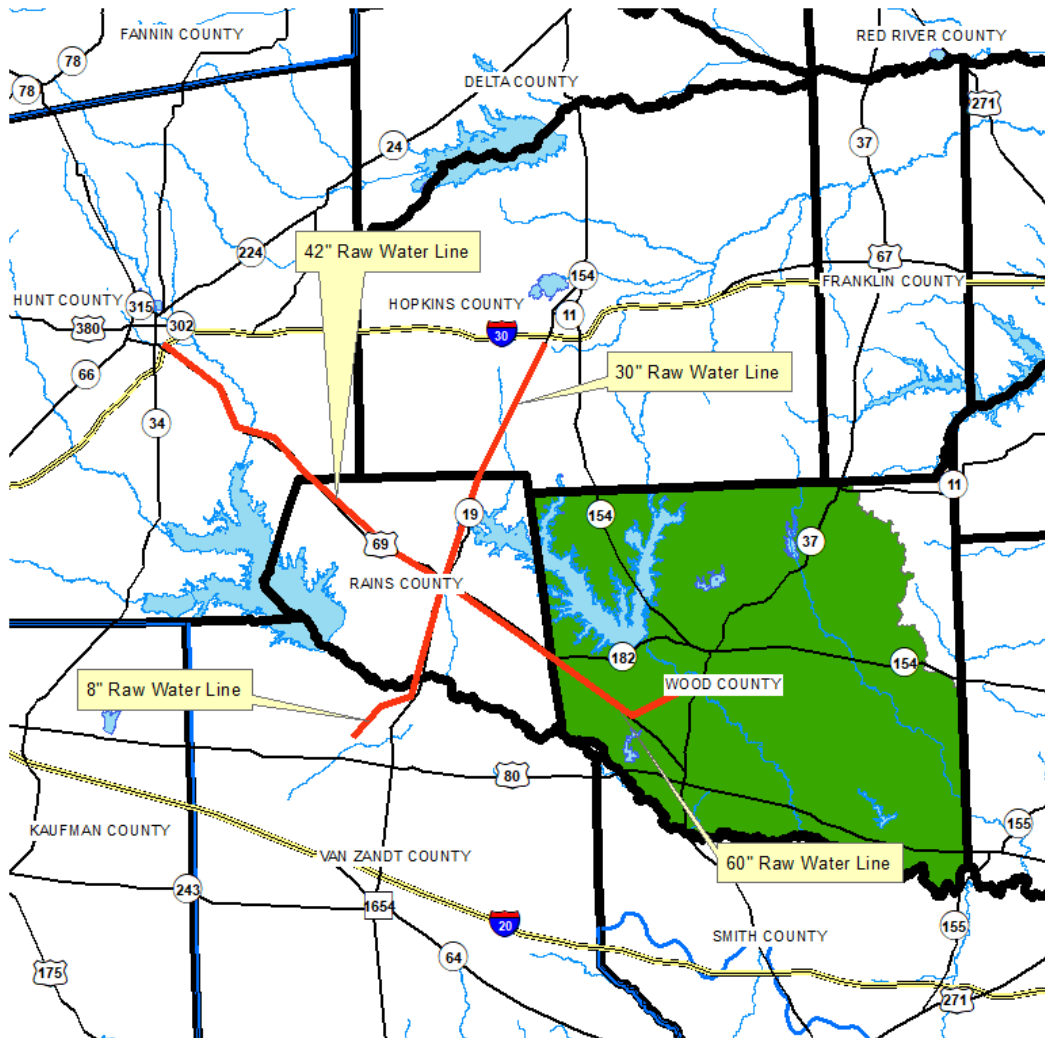 FANNIN COUNTY
RED RIVER COUNTY
78
DELTA COUNTY
78
271
24
37
42" Raw Water Line
224
67
154
FRANKLIN COUNTY
HUNT COUNTY
315
HOPKINS COUNTY
11
380
302
30
66
30" Raw Water Line
34
11
19
154
69
37
RAINS COUNTY
182
154
8" Raw Water Line
WOOD COUNTY
80
155
KAUFMAN COUNTY
VAN ZANDT COUNTY
60" Raw Water Line
243
1654
20
155
SMITH COUNTY
64
175
271